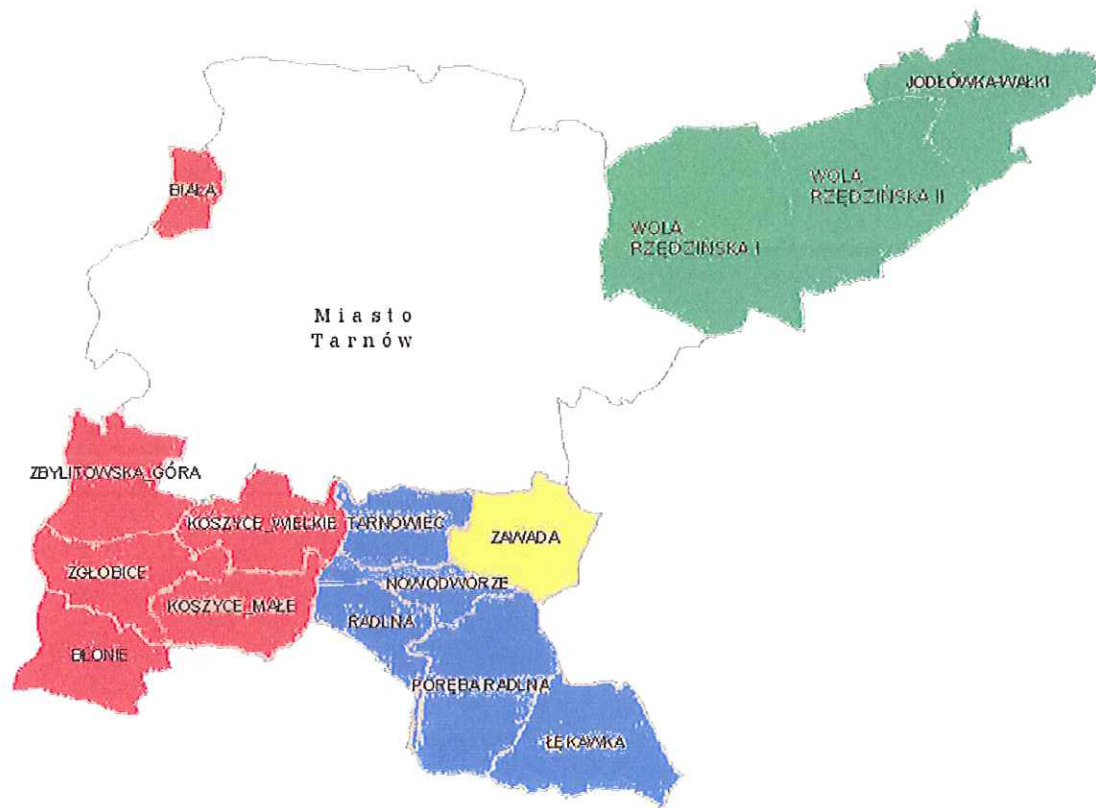 JODŁÓWKA-WAŁKI
WOLA
RZĘDZIŃSKA II
BIAŁA
WOLA
RZĘDZIŃSKA I
Miasto
Tarnów
ZBYLITOWSKA_GÓRA
KOSZYCE_WIELKIE
TARNOWIEC
ZAWADA
ZGŁOBICE
NOWODWORZE
KOSZYCE_MAŁE
RADLNA
BŁONIE
PORĘBA RADLNA
ŁĘKAWKA